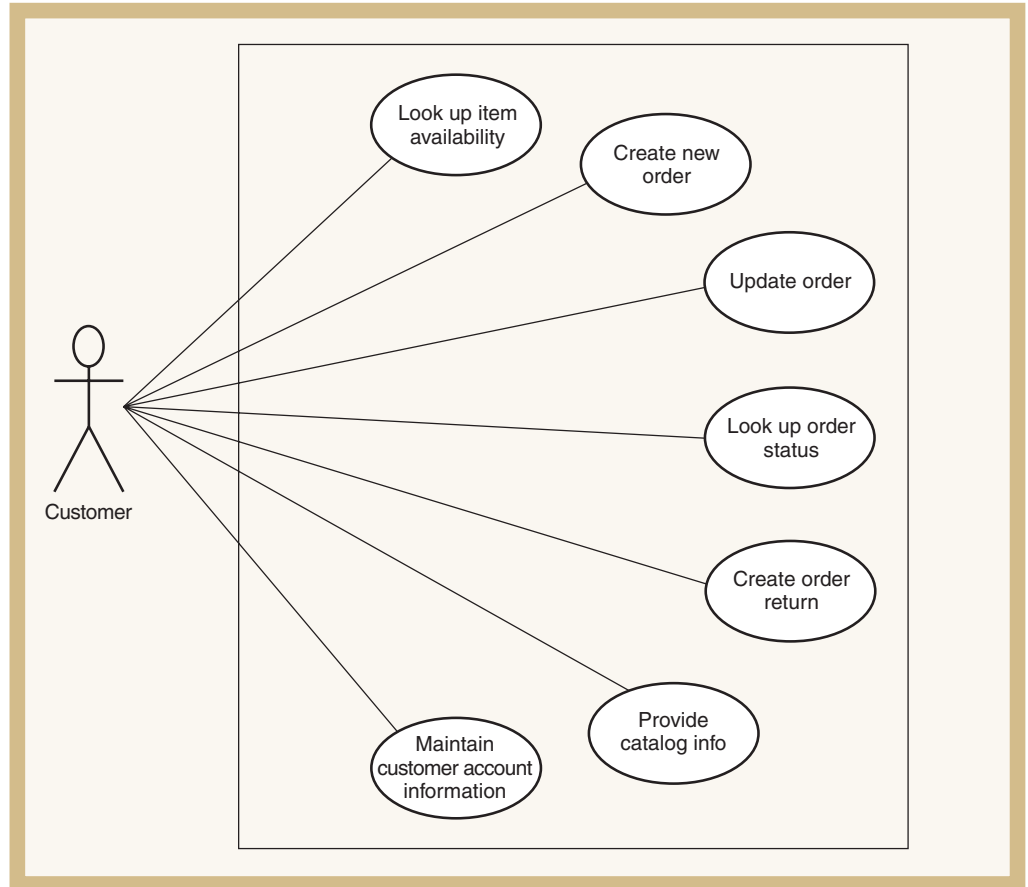 Look up item
availability
Create new
order
Update order
Look up order
status
Customer
Create order
return
Provide
catalog info
Maintain
customer account
information